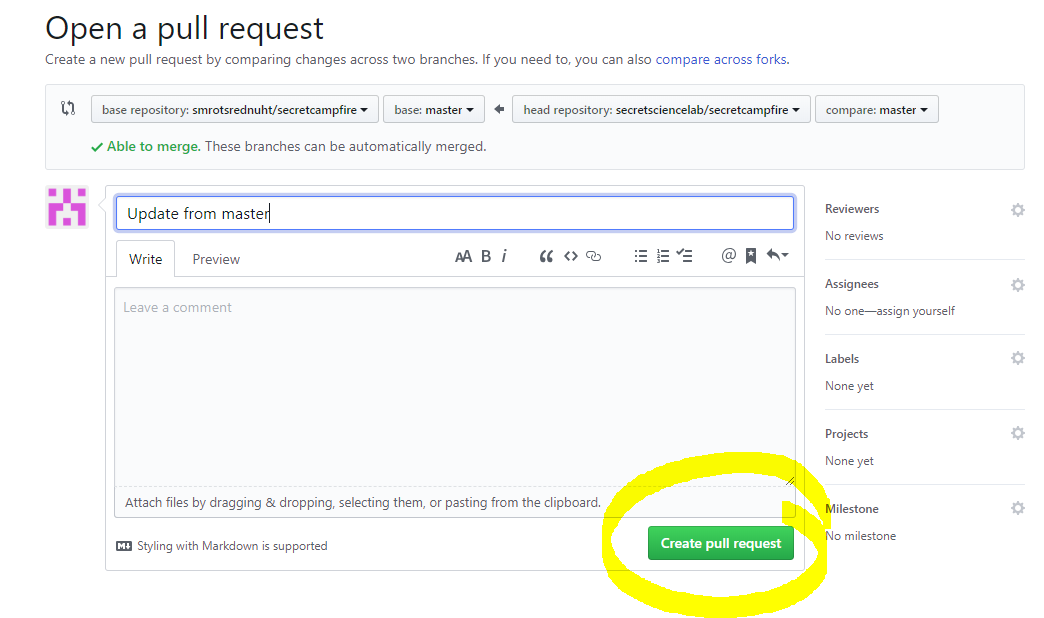 Open a pull request
Create a new pull request by comparing changes across two branches. If you need to, you can also compare across forks.
base repository: smrotsrednuht/secretcampfire base: master head repository: secretsciencelab/secretcampfire compare: master
Able to merge. These branches can be automatically merged.
Update from master
Write Preview
AA B i
Leave a comment
Attach files by dragging & dropping, selecting them, or pasting from the clipboard.
Styling with Markdown is supported
Create pull request
Reviewers
No reviews
Assignees
No one—assign yourself
Labels
None yet
Projects
None yet
Milestone
No milestone